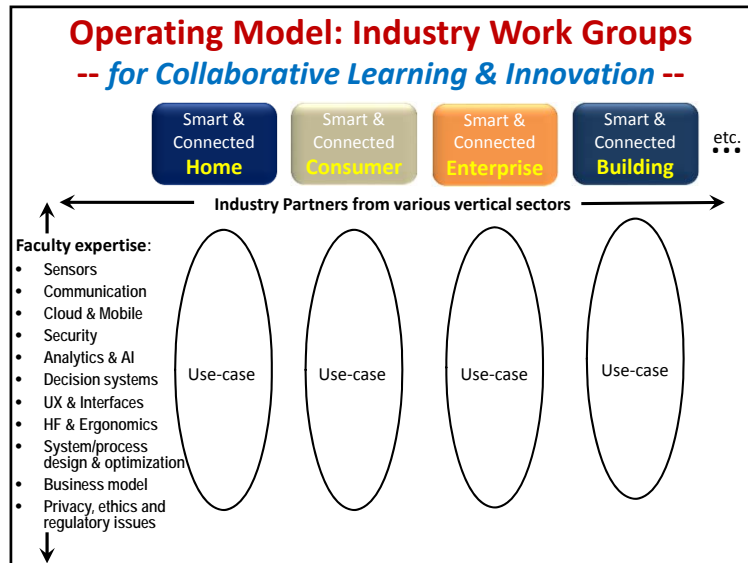 Operating Model: Industry Work Groups
-- for Collaborative Learning & Innovation --
Smart &
Connected
Home
Smart &
Connected
Consumer
Smart &
Connected
Enterprise
Smart &
Connected
Building
etc.
...
Industry Partners from various vertical sectors
Faculty expertise:
• Sensors
• Communication
• Cloud & Mobile
• Security
• Analytics & AI
• Decision systems
• UX & Interfaces
• HF & Ergonomics
• System/process
design & optimization
• Business model
• Privacy, ethics and
regulatory issues
Use-case
Use-case
Use-case
Use-case